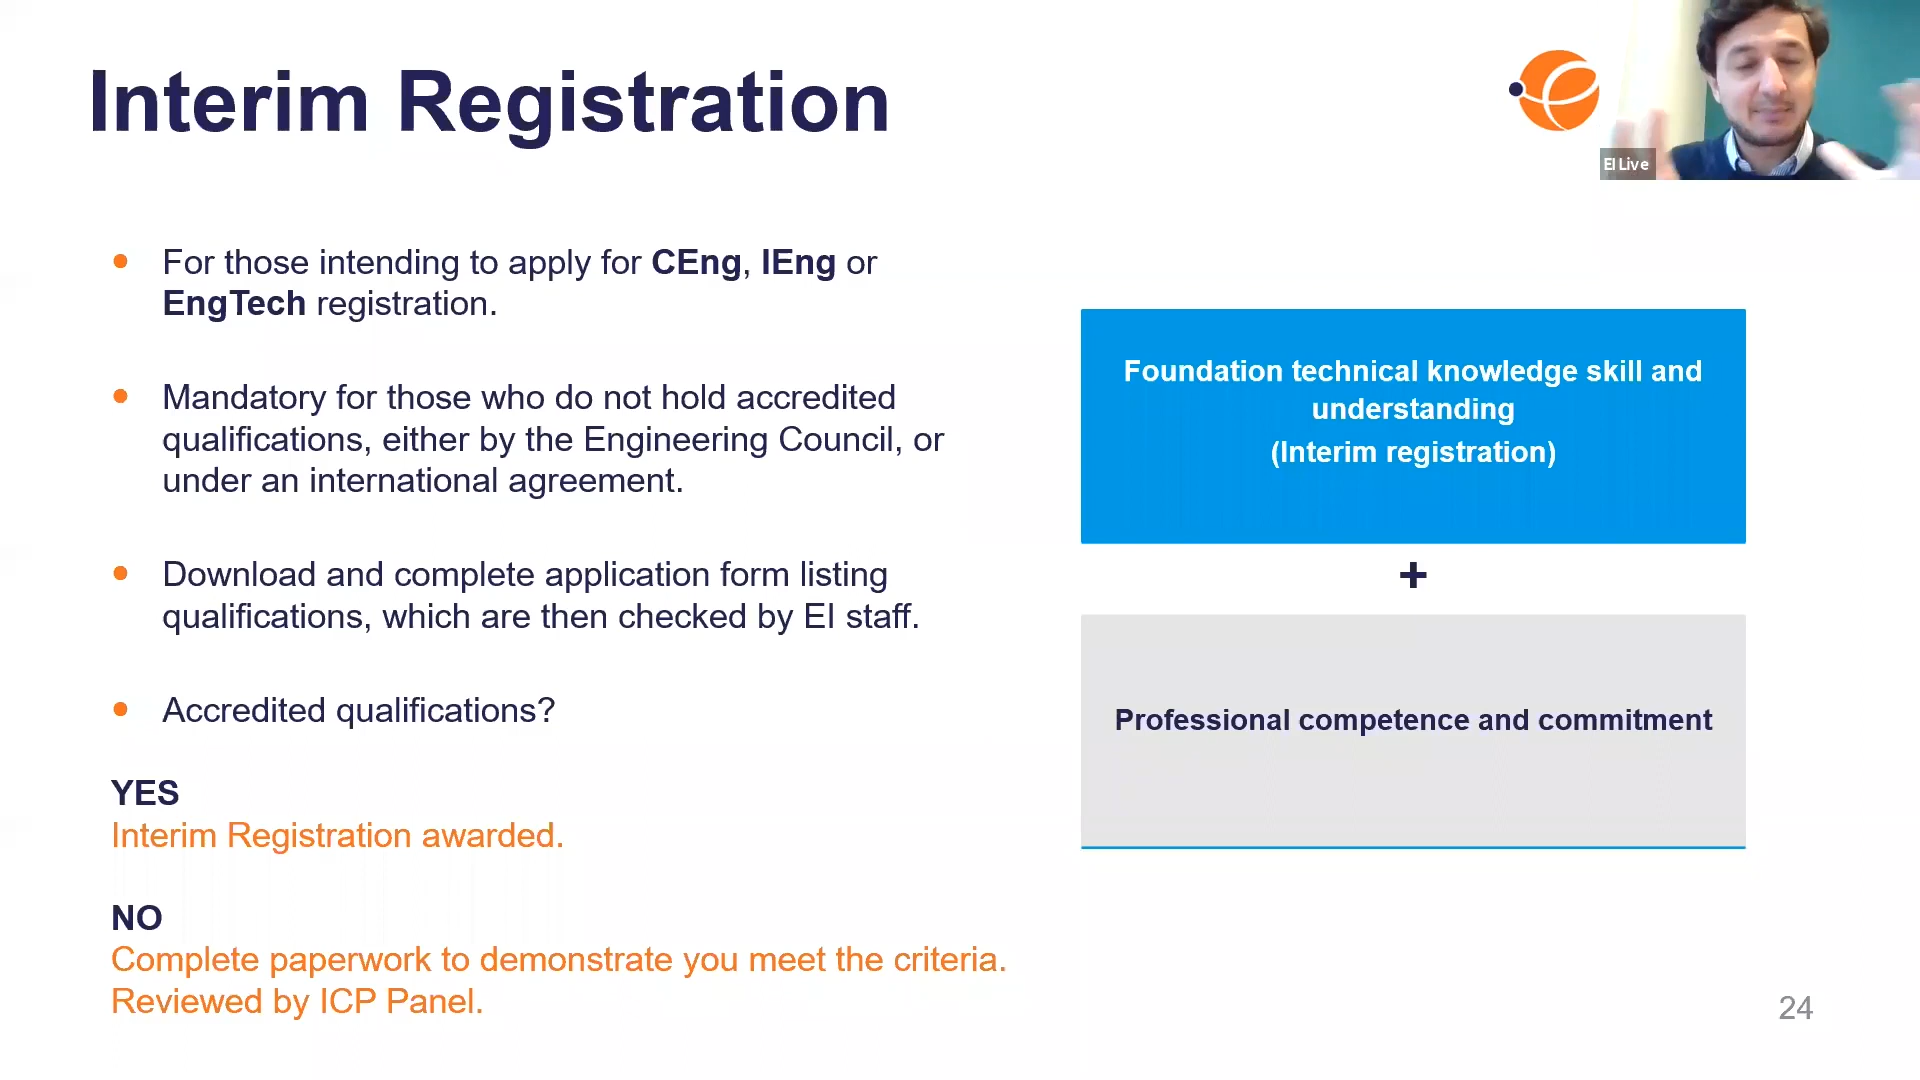 Interim Registration
EI Live
For those intending to apply for CEng, IEng or
EngTech registration.
Mandatory for those who do not hold accredited
qualifications, either by the Engineering Council, or
under an international agreement.
Download and complete application form listing
qualifications, which are then checked by EI staff.
Accredited qualifications?
YES
Interim Registration awarded.
NO
Complete paperwork to demonstrate you meet the criteria.
Reviewed by ICP Panel.
Foundation technical knowledge skill and
understanding
(Interim registration)
+
Professional competence and commitment
24